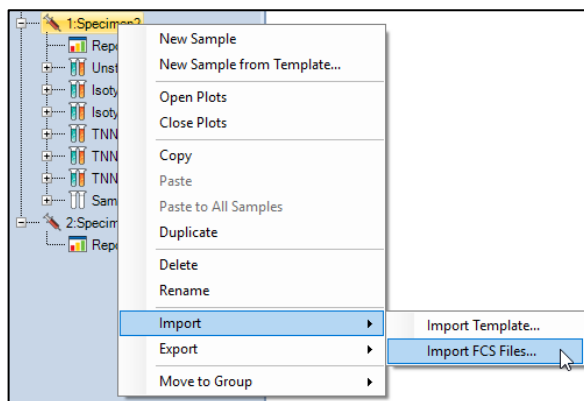 1:Specimen2
New Sample
New Sample from Template...
Open Plots
Close Plots
Copy
Paste
Paste to All Samples
Duplicate
Delete
Rename
Import
Export
Move to Group
Import Template...
Import FCS Files...
Repo
Unst
Isoty
Isoty
TNN
TNN
TNN
Sam
2:Specim
Repo